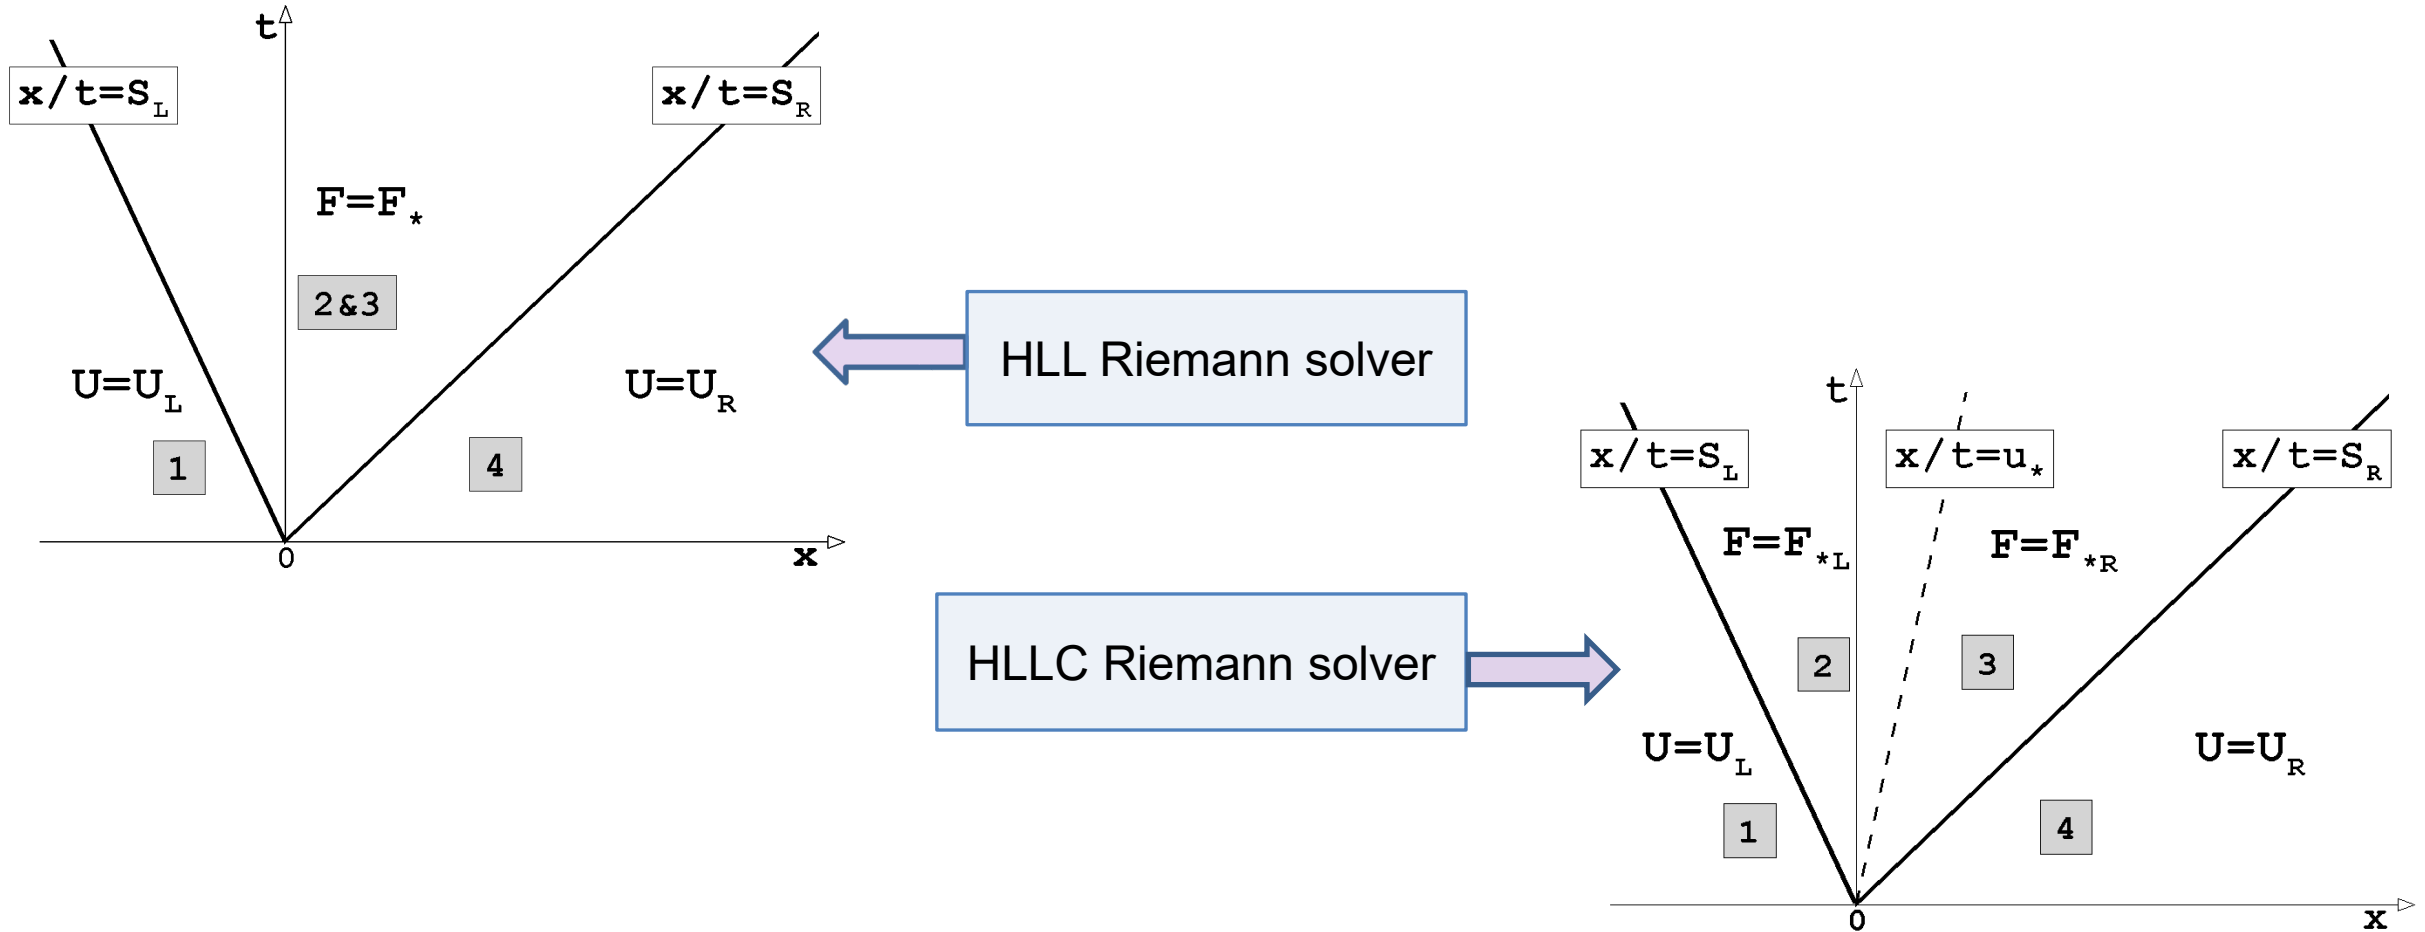 t
x/t=S_L
x/t=S_R
F=F_*
2&3
U=U_L
U=U_R
1
4
0
x
HLL Riemann solver
HLLC Riemann solver
t
x/t=S_L
x/t=u_*
x/t=S_R
F=F_*L
F=F_*R
2
3
U=U_L
U=U_R
1
4
0
x